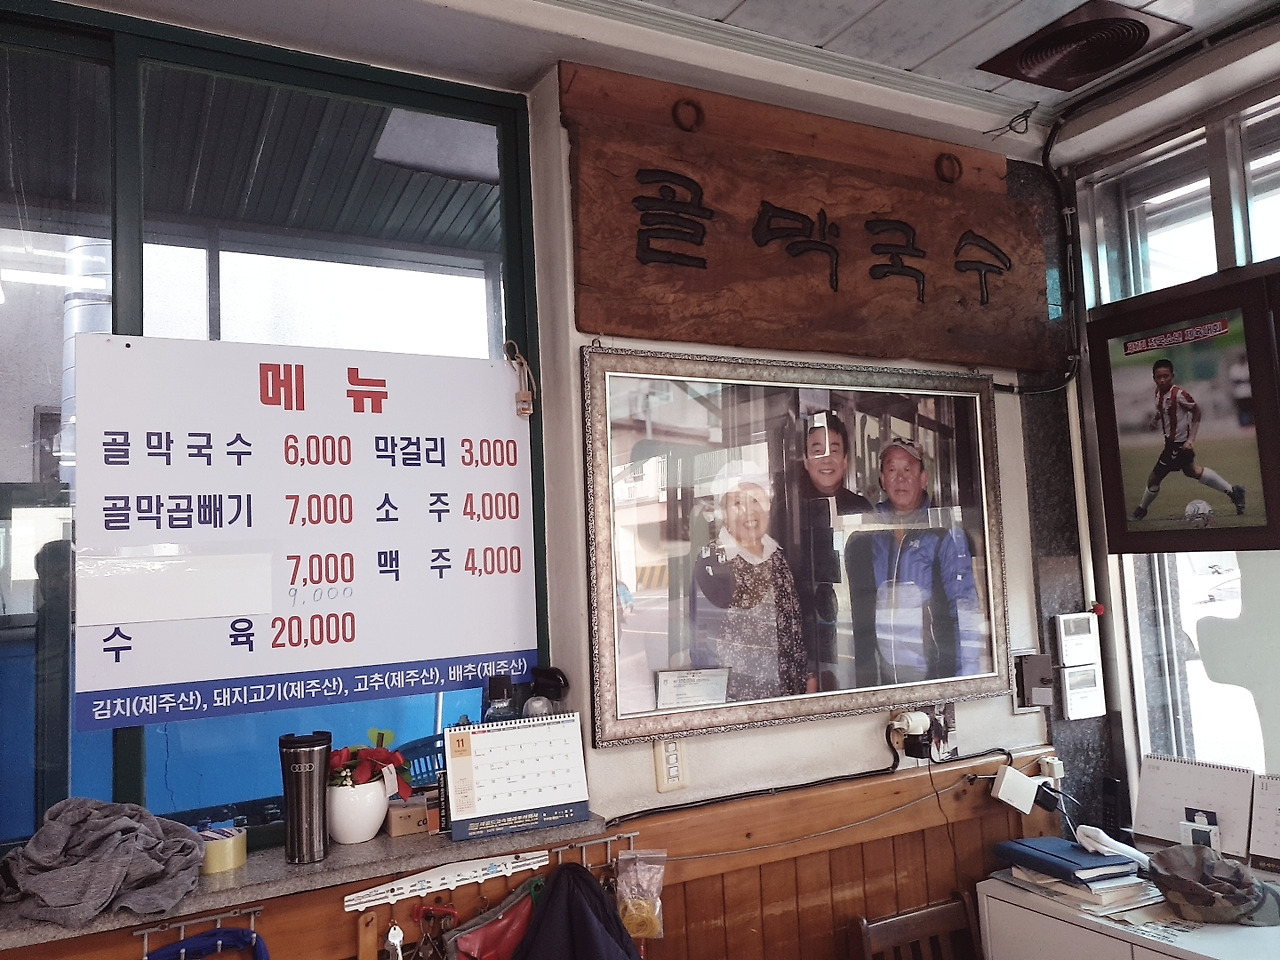 골 막국수
메 뉴
골막국수 6,000 막걸리 3,000
골막곱빼기 7,000 소 주 4,000
7,000 맥 주 4,000
9,000
수 육 20,000
김치(제주산), 돼지고기(제주산), 고추(제주산), 배추(제주산)
11
11